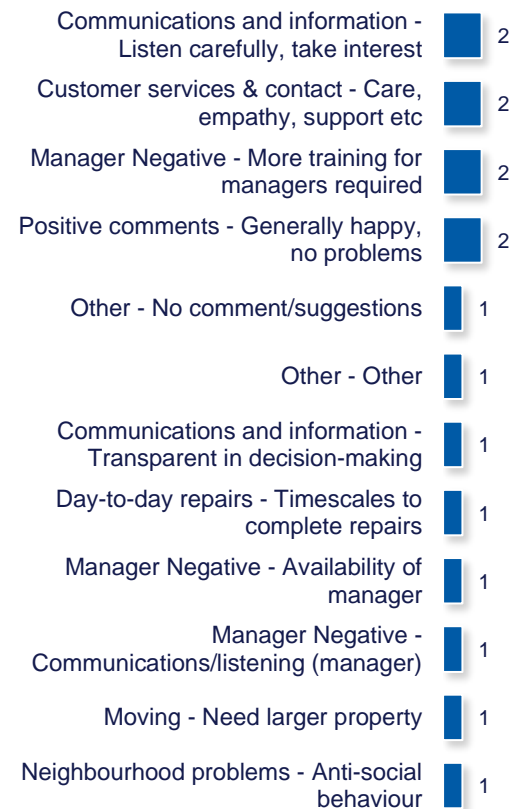 Communications and information -
Listen carefully, take interest
2
Customer services & contact - Care,
empathy, support etc
2
Manager Negative - More training for
managers required
2
Positive comments - Generally happy,
no problems
2
Other - No comment/suggestions
1
Other - Other
1
Communications and information -
Transparent in decision-making
1
Day-to-day repairs - Timescales to
complete repairs
1
Manager Negative - Availability of
manager
1
Manager Negative -
Communications/listening (manager)
1
Moving - Need larger property
1
Neighbourhood problems - Anti-social
behaviour
1